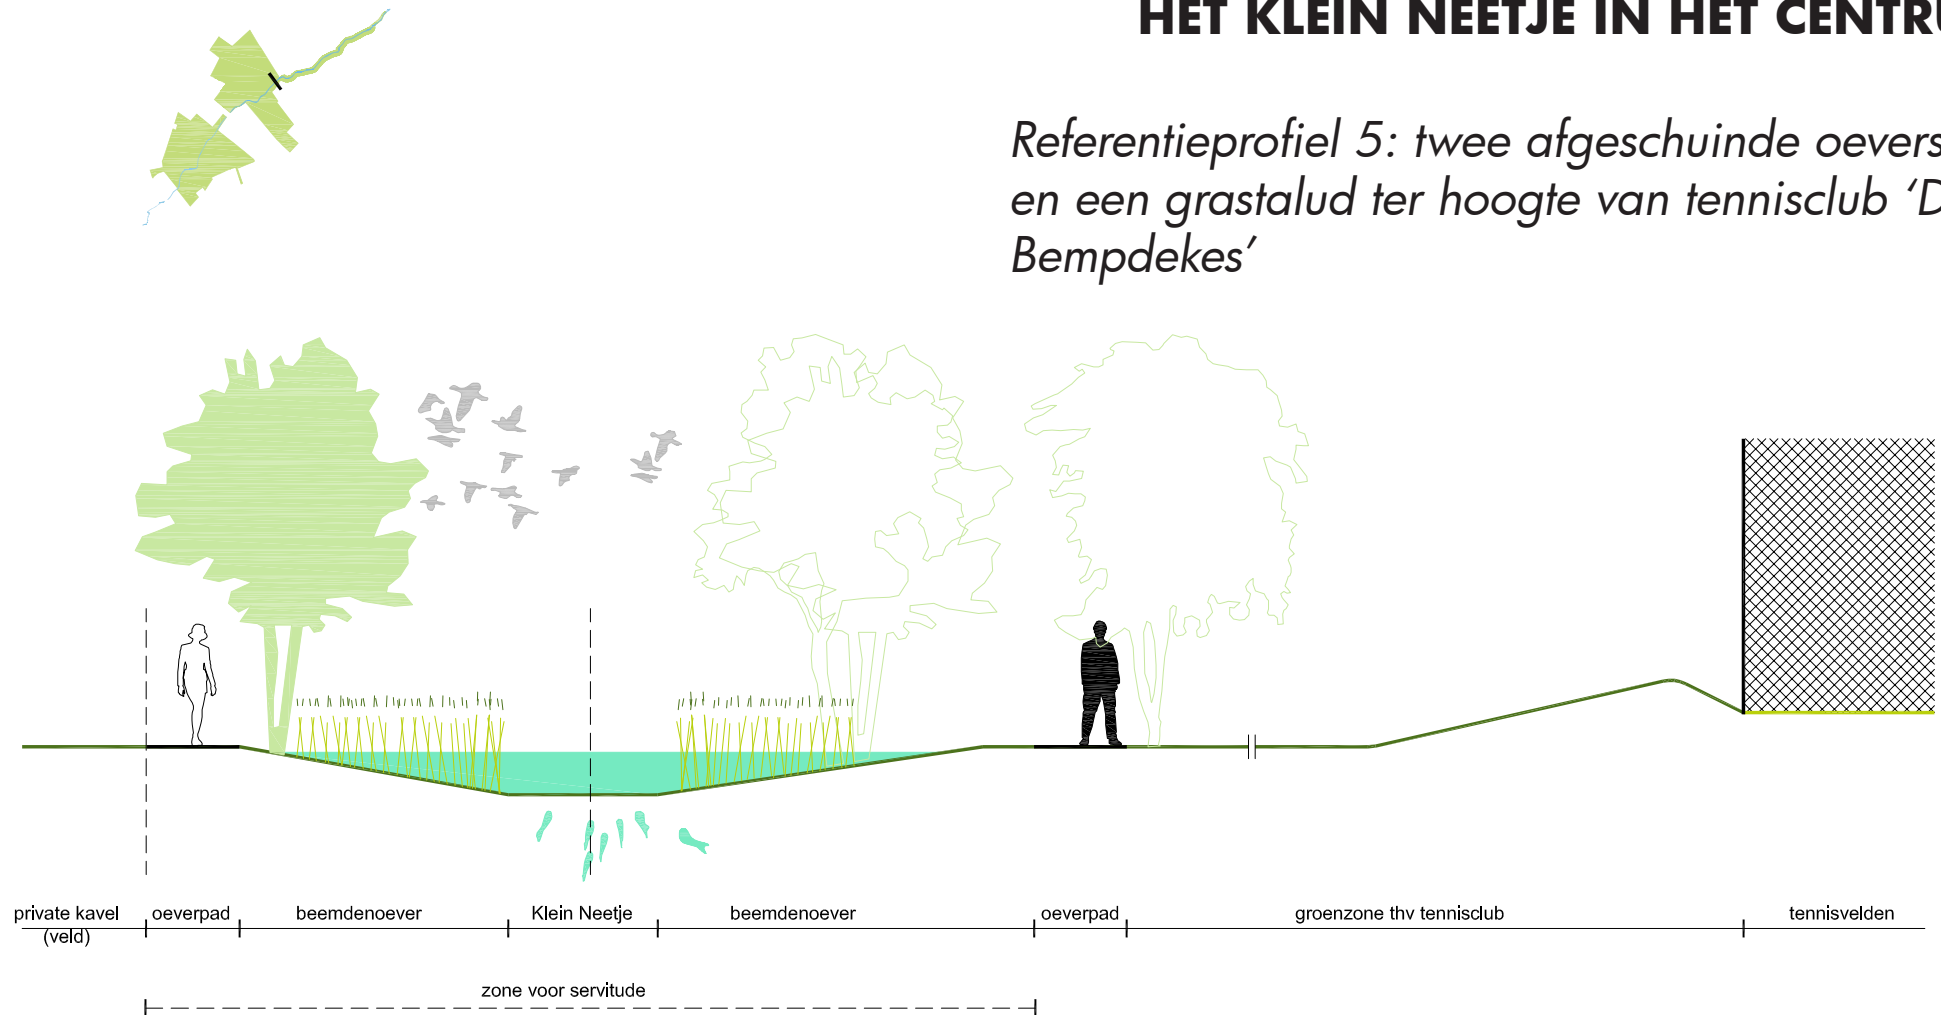 HET KLEIN NEETJE IN HET
Referentieprofiel 5: twee afgeschuinde oevers
en een grastalud ter hoogte van tennisclub
Bempdekes’
private kavel oeverpad beemdenoever Klein Neetje beemdenoever oeverpad groenzone thv tennisclub tennisvelden
(veld)
zone voor servitude